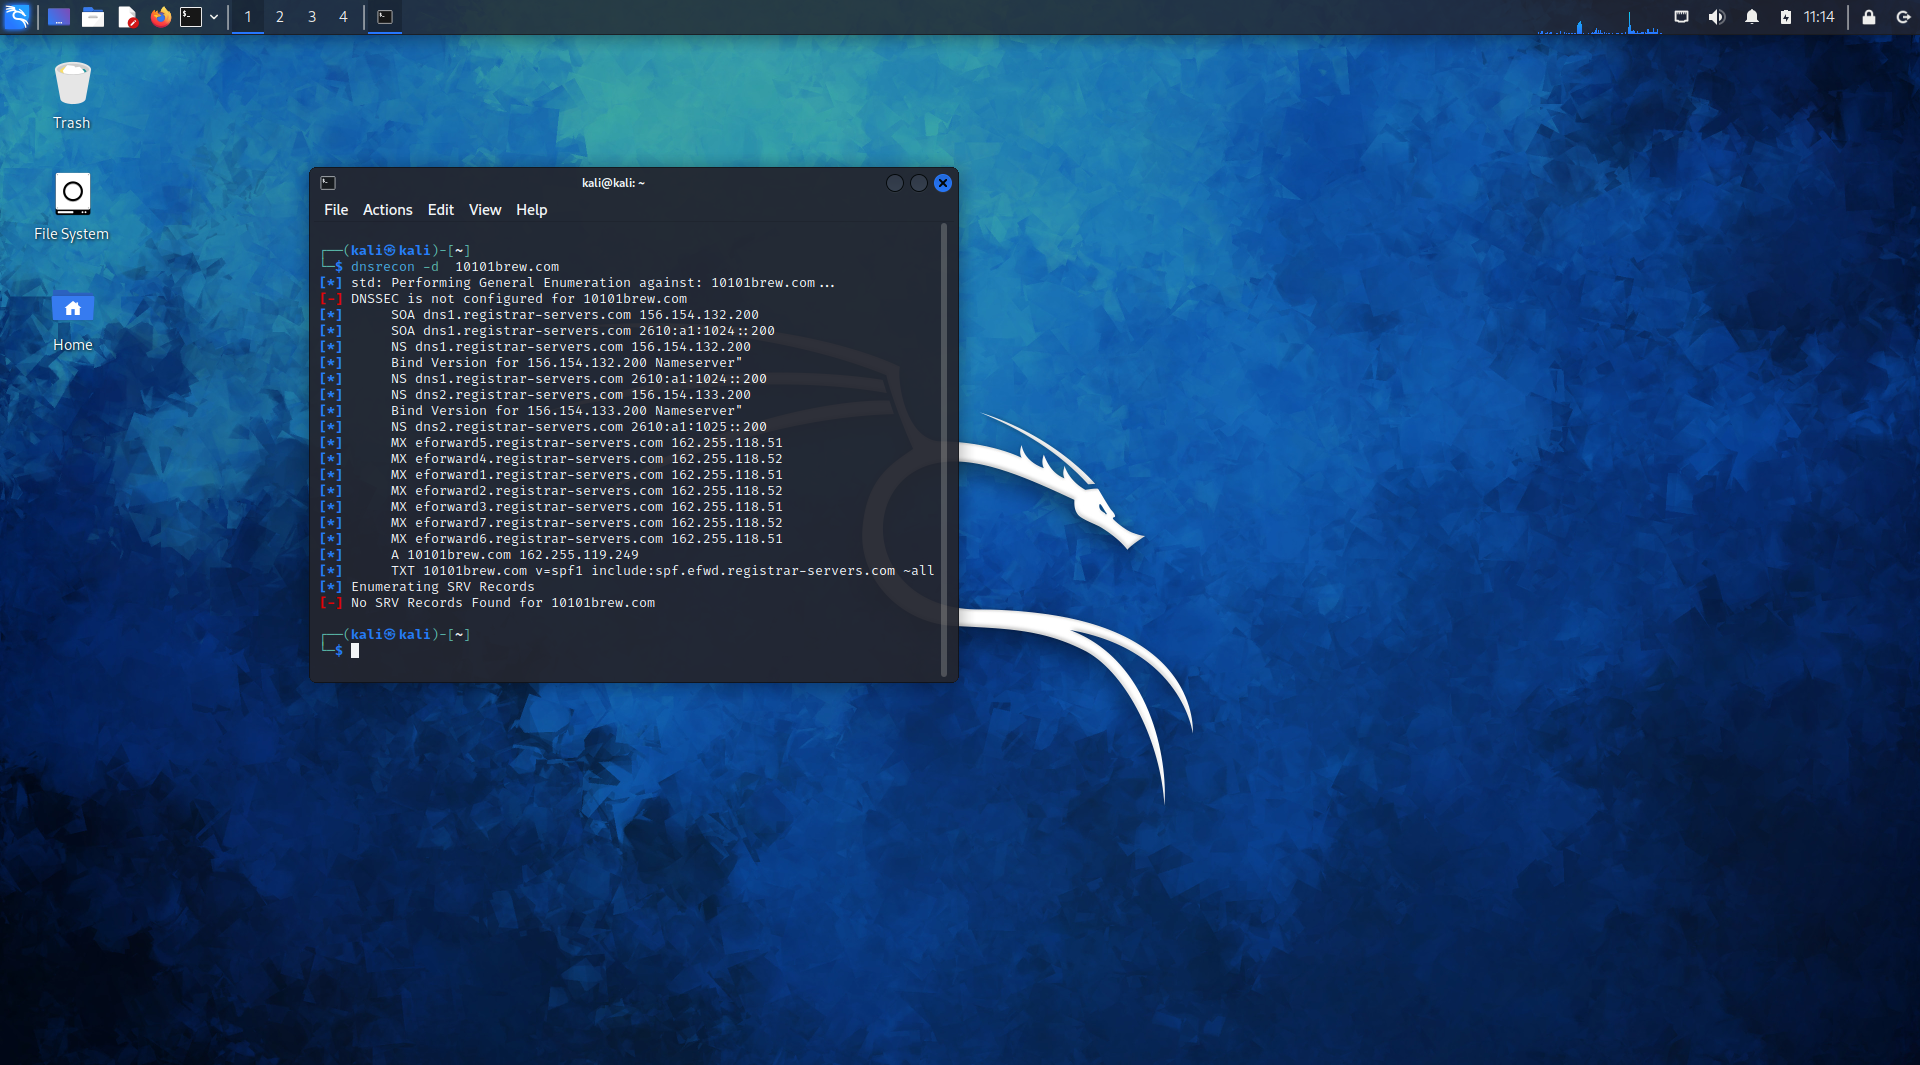 1 2 3 4
11:14
Trash
File System
Home
kali@kali: ~
File Actions Edit View Help
┌──(kali㉿kali)-[~]
└─$ dnsrecon -d  10101brew.com
[*] std: Performing General Enumeration against: 10101brew.com...
[-] DNSSEC is not configured for 10101brew.com
[*]      SOA dns1.registrar-servers.com 156.154.132.200
[*]      SOA dns1.registrar-servers.com 2610:a1:1024::200
[*]      NS dns1.registrar-servers.com 156.154.132.200
[*]      Bind Version for 156.154.132.200 Nameserver"
[*]      NS dns1.registrar-servers.com 2610:a1:1024::200
[*]      NS dns2.registrar-servers.com 156.154.133.200
[*]      Bind Version for 156.154.133.200 Nameserver"
[*]      NS dns2.registrar-servers.com 2610:a1:1025::200
[*]      MX eforward5.registrar-servers.com 162.255.118.51
[*]      MX eforward4.registrar-servers.com 162.255.118.52
[*]      MX eforward1.registrar-servers.com 162.255.118.51
[*]      MX eforward2.registrar-servers.com 162.255.118.52
[*]      MX eforward3.registrar-servers.com 162.255.118.51
[*]      MX eforward7.registrar-servers.com 162.255.118.52
[*]      MX eforward6.registrar-servers.com 162.255.118.51
[*]      A 10101brew.com 162.255.119.249
[*]      TXT 10101brew.com v=spf1 include:spf.efwd.registrar-servers.com ~all
[*] Enumerating SRV Records
[-] No SRV Records Found for 10101brew.com
┌──(kali㉿kali)-[~]
└─$